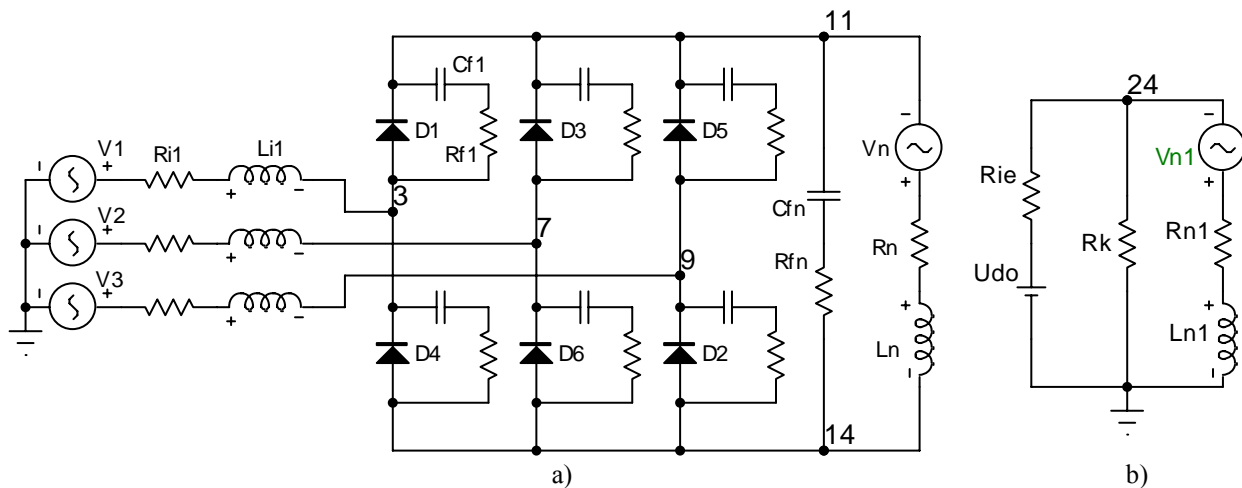 11
Cf1
D1
Rf1
D3
D5
Vn
24
Vn1
V1
Ri1
Li1
3
Cfn
Rie
V2
7
Rn
Rk
Rn1
V3
9
Rfn
Udo
D4
D6
D2
Ln
Ln1
14
a)
b)